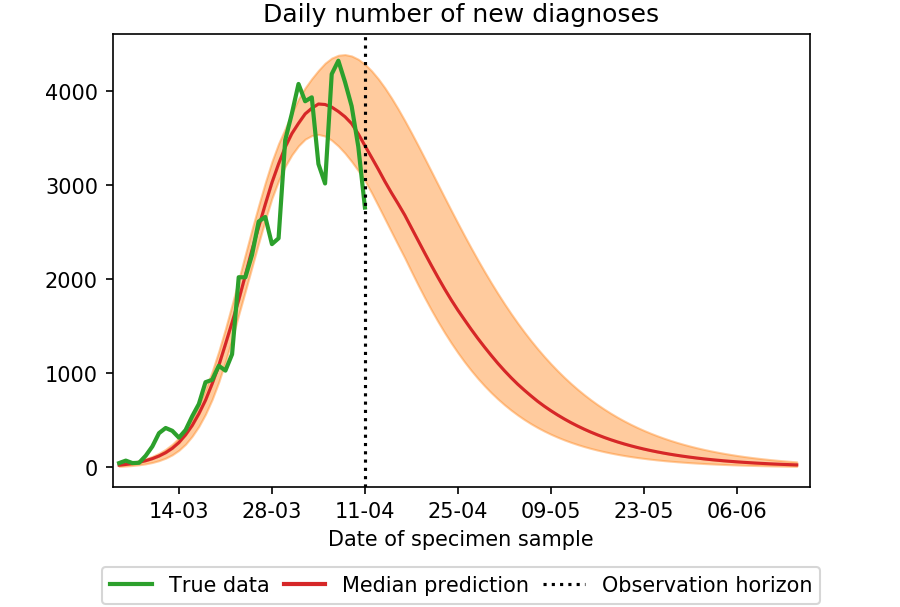 Daily number of new diagnoses
4000
3000
2000
1000
0
14-03 28-03 11-04 25-04 09-05 23-05 06-06
Date of specimen sample
True data Median prediction Observation horizon